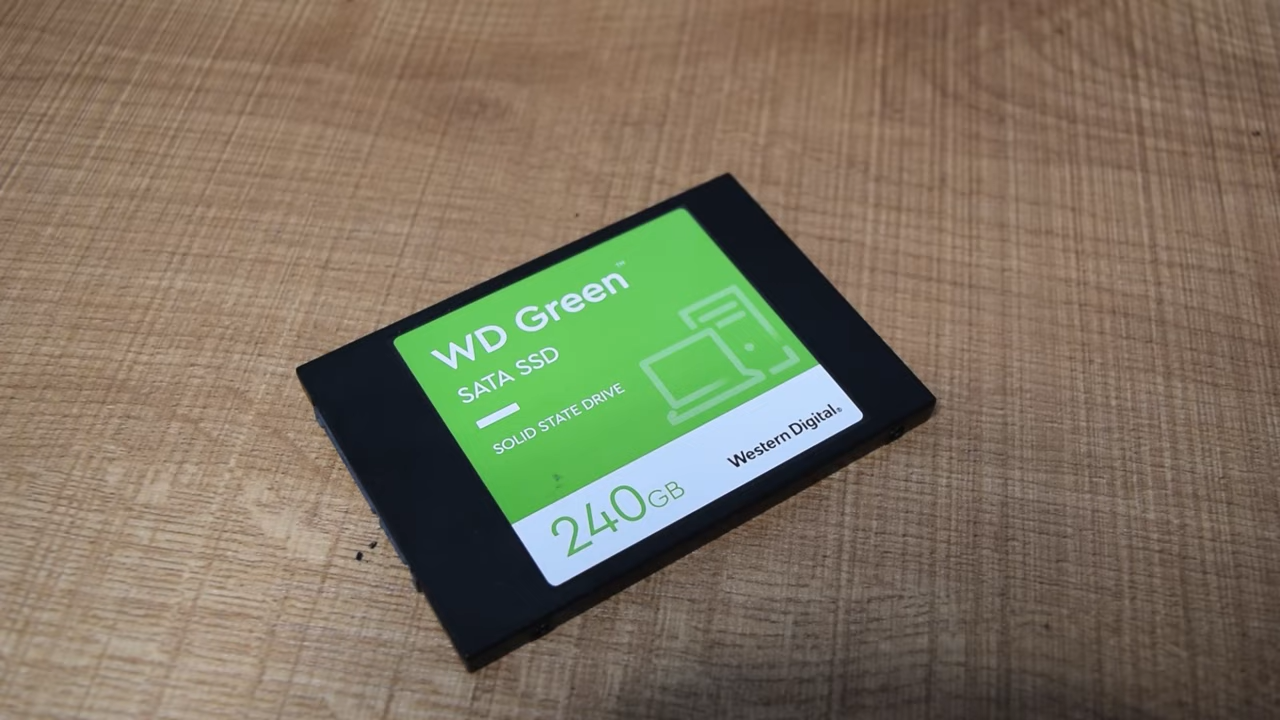 WD Green™
SATA SSD
SOLID STATE DRIVE
240GB
Western Digital®